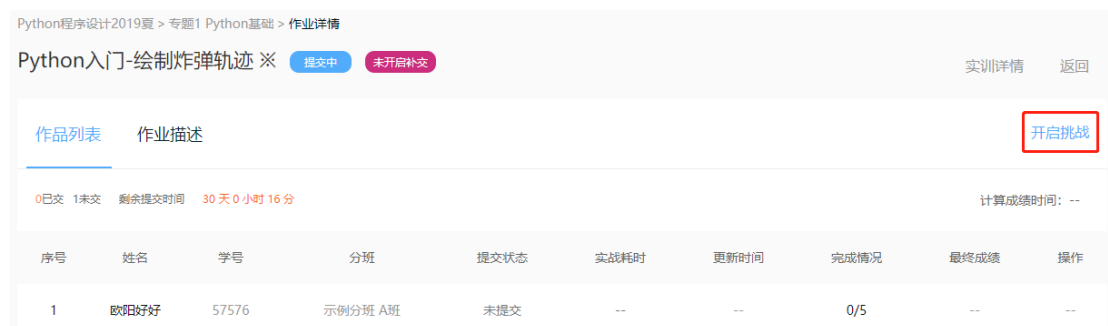 Python程序设计2019夏 > 专题1 Python基础 > 作业详情
Python入门-绘制炸弹轨迹 ※ 提交中 未开启补交
实训详情 返回
作品列表 作业描述 开启挑战
0已交 1未交 剩余提交时间 30 天 0 小时 16 分 计算成绩时间: --
序号 姓名 学号 分班 提交状态 实战耗时 更新时间 完成情况 最终成绩 操作
1 欧阳好好 57576 示例分班 A班 未提交 -- -- 0/5 -- --